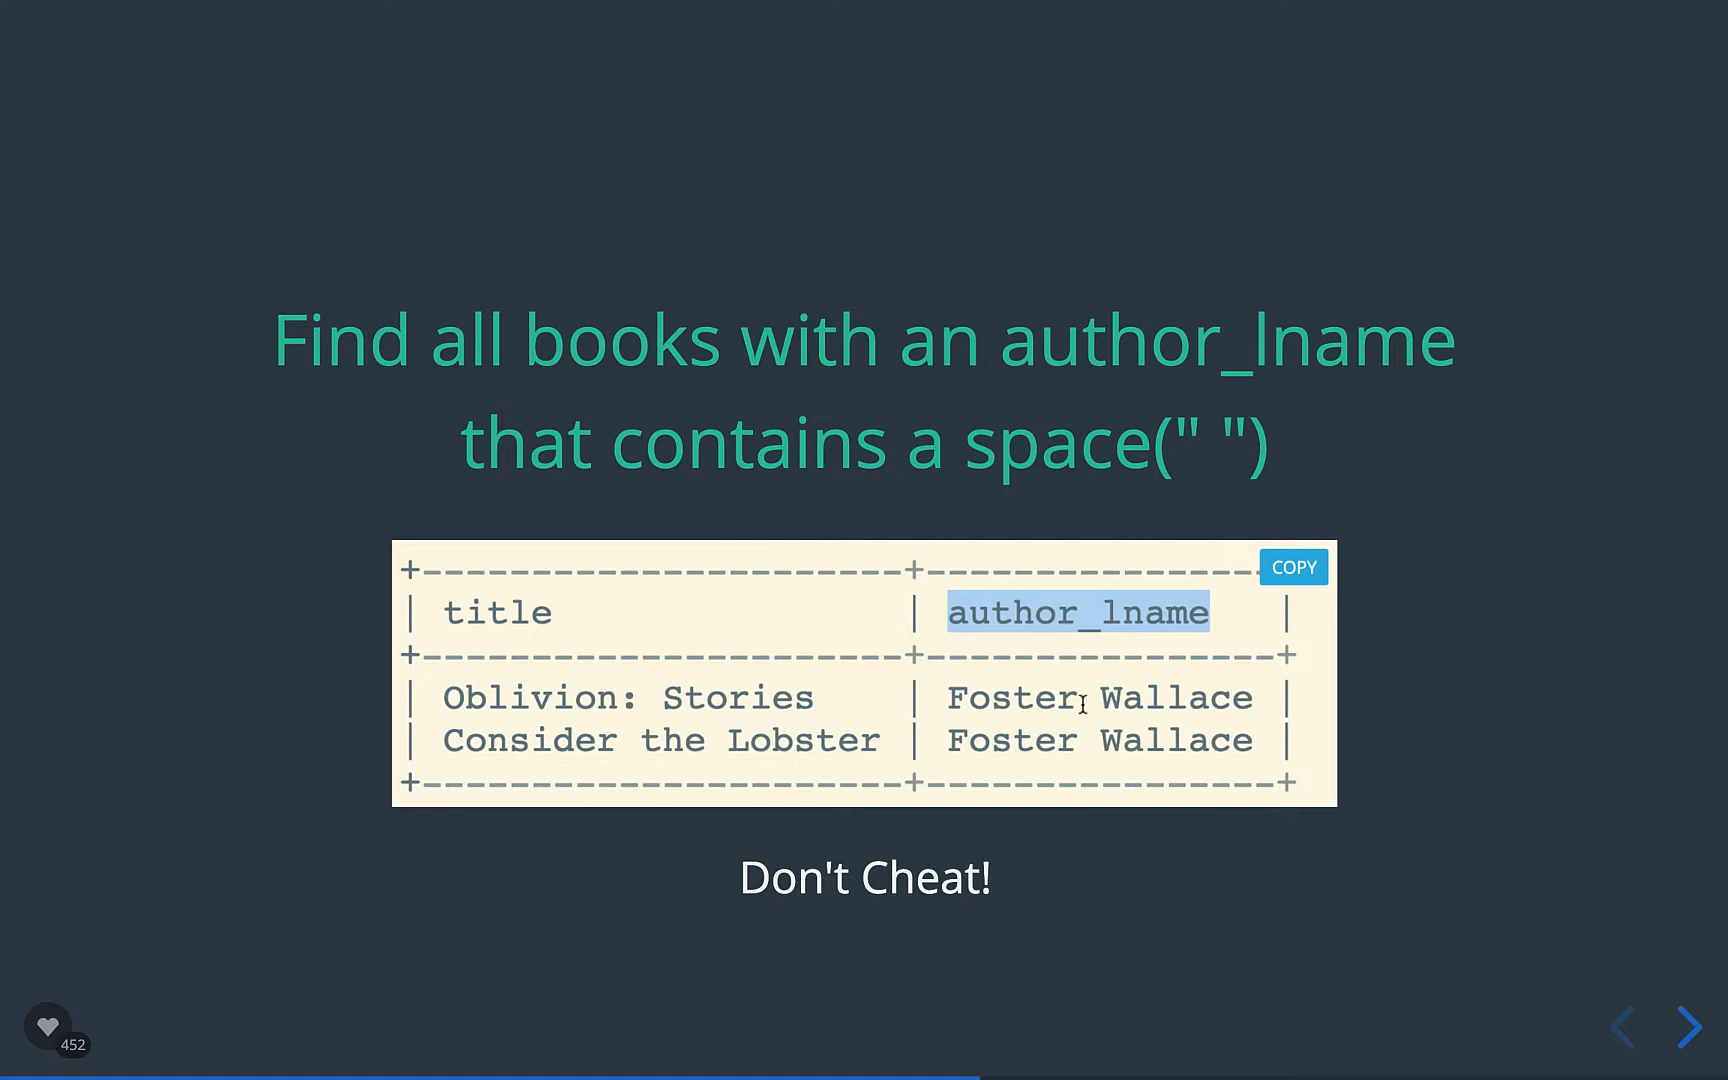 Find all books with an author_lname
that contains a space(" ")
+----------------------+---------------- COPY
| title                | author_lname   |
+----------------------+----------------+
| Oblivion: Stories    | Foster Wallace |
| Consider the Lobster | Foster Wallace |
+----------------------+----------------+
Don't Cheat!
452